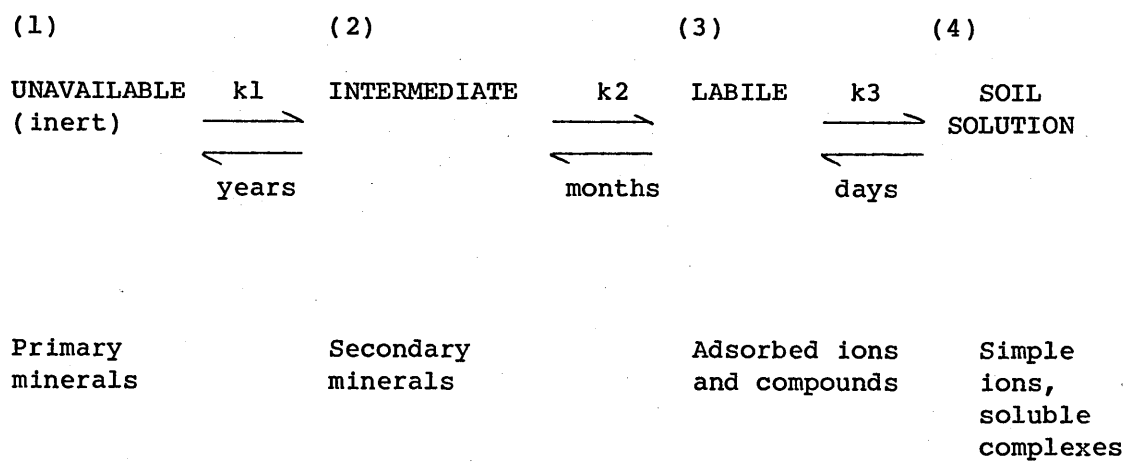 (1) (2) (3) (4)
UNAVAILABLE k1 INTERMEDIATE k2 LABILE k3 SOIL
(inert) SOLUTION
years months days
Primary Secondary Adsorbed ions Simple
minerals minerals and compounds ions,
soluble
complexes